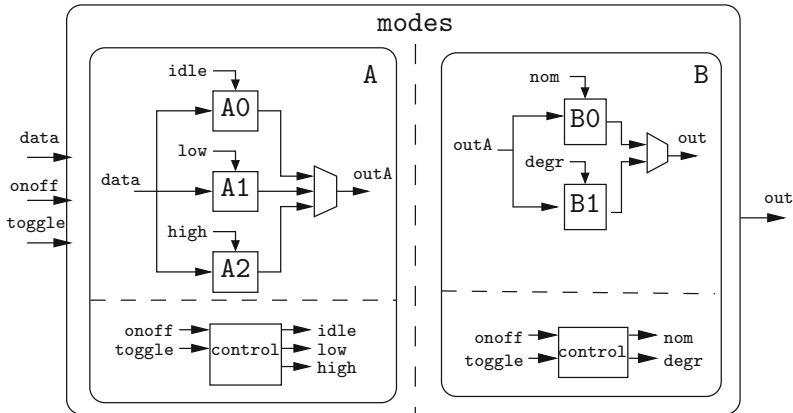 modes
data
onoff
toggle
A
idle
A0
low
data
A1
outA
high
A2
onoff
toggle
control
idle
low
high
B
nom
B0
outA
out
degr
B1
onoff
toggle
control
nom
degr
out